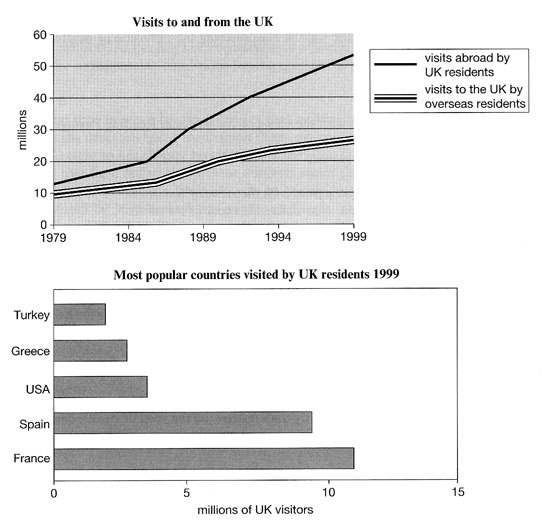 Visits to and from the UK
60
50
40
30
20
10
0
millions
1979
1984
1989
1994
1999
visits abroad by
UK residents
visits to the UK by
overseas residents
Most popular countries visited by UK residents 1999
Turkey
Greece
USA
Spain
France
0
5
10
15
millions of UK visitors